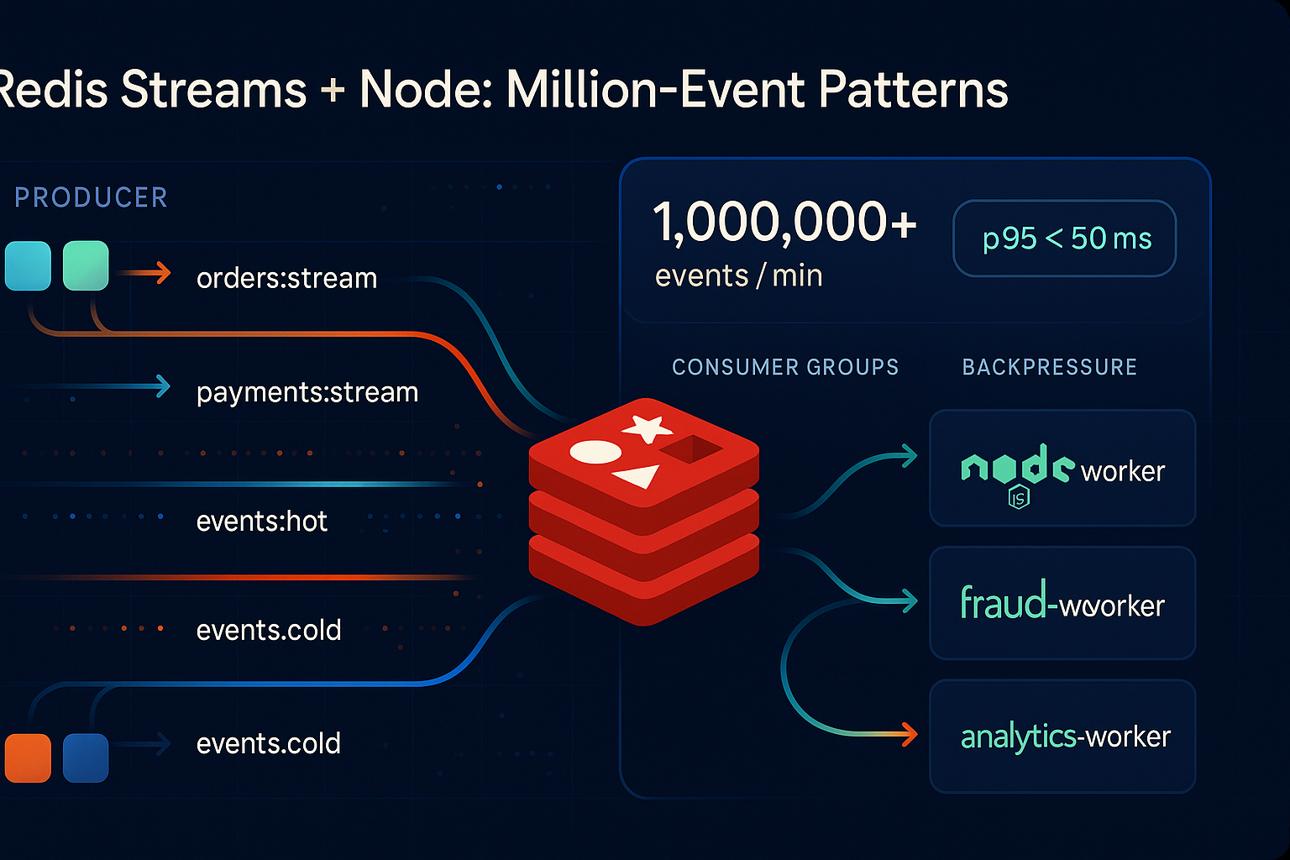 Redis Streams + Node: Million-Event Patterns
PRODUCER
orders:stream
payments:stream
events:hot
events.cold
events.cold
1,000,000+
events / min
p95 < 50 ms
CONSUMER GROUPS
BACKPRESSURE
node worker
JS
fraud-wworker
analytics-worker